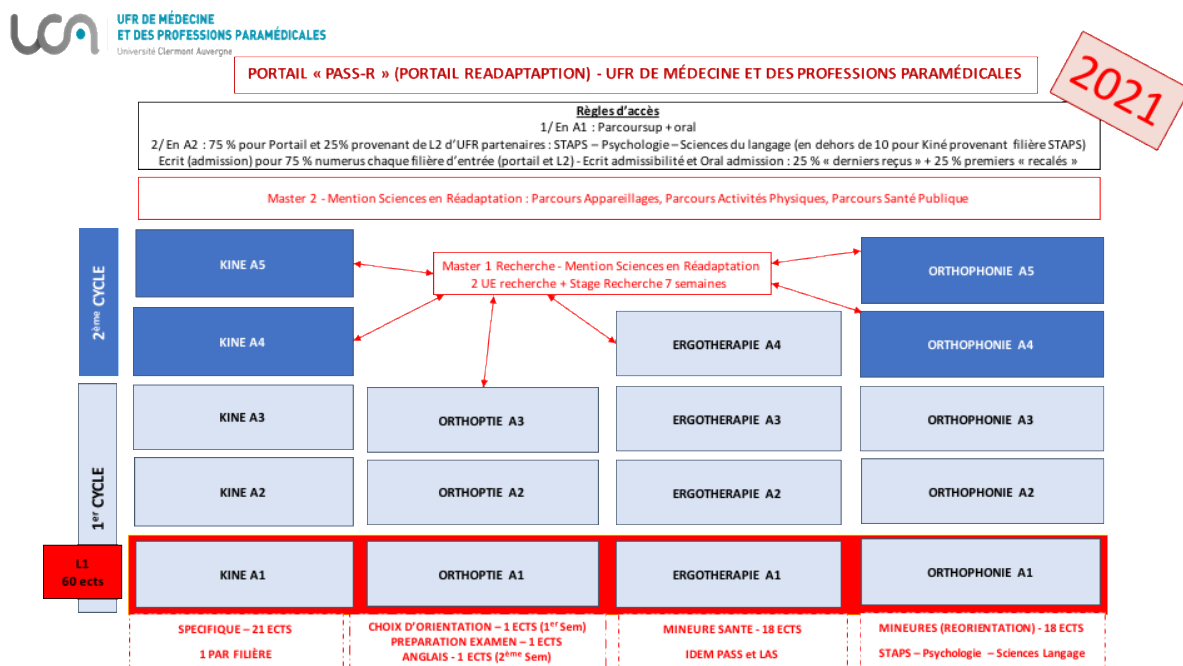 UCA
UFR DE MÉDECINE
ET DES PROFESSIONS PARAMÉDICALES
Université Clermont Auvergne
PORTAIL « PASS-R » (PORTAIL READAPTAPTION) - UFR DE MÉDECINE ET DES PROFESSIONS PARAMÉDICALES
2021
Règles d'accès
1/ En A1 : Parcoursup + oral
2/ En A2 : 75 % pour Portail et 25% provenant de L2 d'UFR partenaires : STAPS – Psychologie – Sciences du langage (en dehors de 10 pour Kiné provenant filière STAPS)
Ecrit (admission) pour 75 % numerus chaque filière d'entrée (portail et L2) - Ecrit admissibilité et Oral admission : 25 % « derniers reçus » + 25 % premiers « recalés »
Master 2 - Mention Sciences en Réadaptation : Parcours Appareillages, Parcours Activités Physiques, Parcours Santé Publique
2ème CYCLE
KINE A5
Master 1 Recherche - Mention Sciences en Réadaptation
2 UE recherche + Stage Recherche 7 semaines
ORTHOPHONIE A5
KINE A4
ERGOTHERAPIE A4
ORTHOPHONIE A4
1er CYCLE
KINE A3
ORTHOPTIE A3
ERGOTHERAPIE A3
ORTHOPHONIE A3
KINE A2
ORTHOPTIE A2
ERGOTHERAPIE A2
ORTHOPHONIE A2
L1
60 ects
KINE A1
ORTHOPTIE A1
ERGOTHERAPIE A1
ORTHOPHONIE A1
SPECIFIQUE – 21 ECTS
1 PAR FILIÈRE
CHOIX D'ORIENTATION – 1 ECTS (1er Sem)
PREPARATION EXAMEN – 1 ECTS
ANGLAIS - 1 ECTS (2ème Sem)
MINEURE SANTE - 18 ECTS
IDEM PASS et LAS
MINEURES (REORIENTATION) - 18 ECTS
STAPS – Psychologie – Sciences Langage